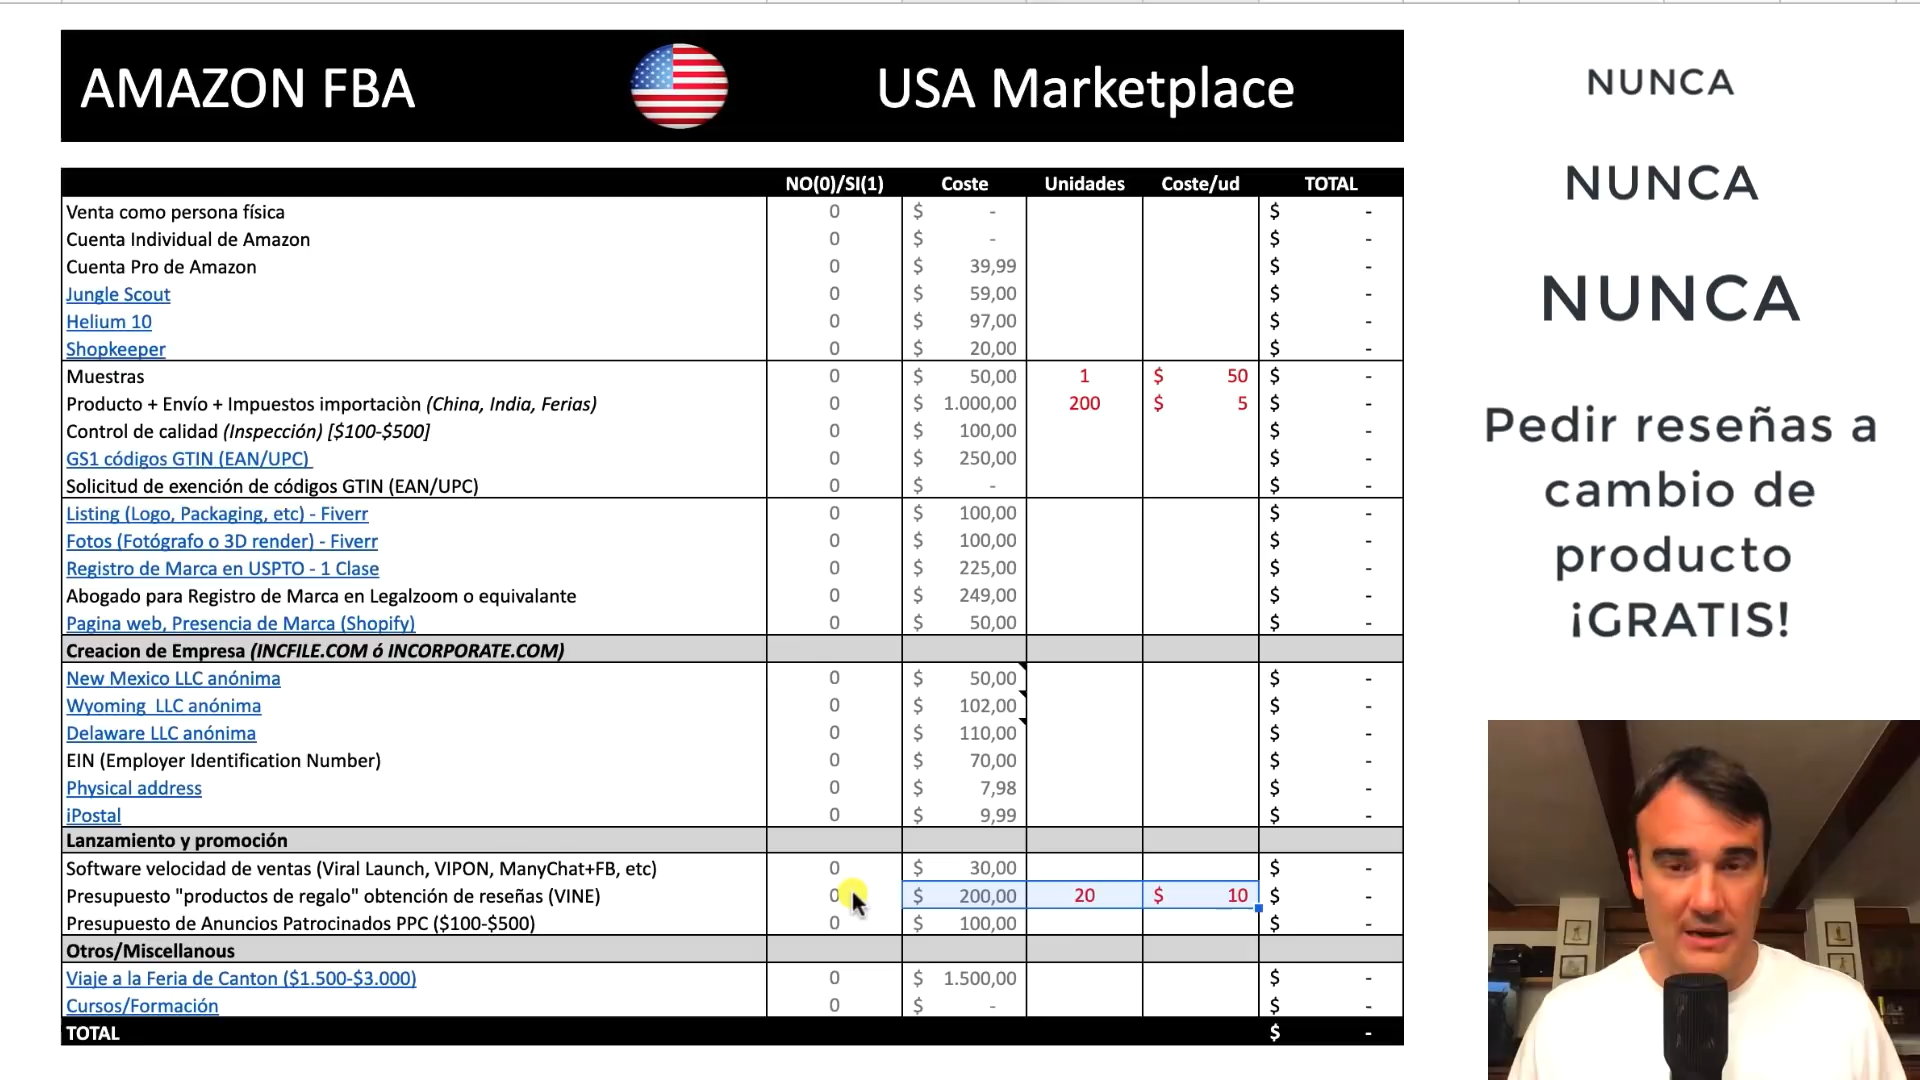 AMAZON FBA USA Marketplace
NO(0)/SI(1) Coste Unidades Coste/ud TOTAL
Venta como persona física 0 $ - $ -
Cuenta Individual de Amazon 0 $ - $ -
Cuenta Pro de Amazon 0 $ 39,99 $ -
Jungle Scout 0 $ 59,00 $ -
Helium 10 0 $ 97,00 $ -
Shopkeeper 0 $ 20,00 $ -
Muestras 0 $ 50,00 1 $ 50 $ -
Producto + Envío + Impuestos importaciòn (China, India, Ferias) 0 $ 1.000,00 200 $ 5 $ -
Control de calidad (Inspección) [$100-$500] 0 $ 100,00 $ -
GS1 códigos GTIN (EAN/UPC) 0 $ 250,00 $ -
Solicitud de exención de códigos GTIN (EAN/UPC) 0 $ - $ -
Listing (Logo, Packaging, etc) - Fiverr 0 $ 100,00 $ -
Fotos (Fotógrafo o 3D render) - Fiverr 0 $ 100,00 $ -
Registro de Marca en USPTO - 1 Clase 0 $ 225,00 $ -
Abogado para Registro de Marca en Legalzoom o equivalante 0 $ 249,00 $ -
Pagina web, Presencia de Marca (Shopify) 0 $ 50,00 $ -
Creacion de Empresa (INCFILE.COM ó INCORPORATE.COM)
New Mexico LLC anónima 0 $ 50,00 $ -
Wyoming LLC anónima 0 $ 102,00 $ -
Delaware LLC anónima 0 $ 110,00 $ -
EIN (Employer Identification Number) 0 $ 70,00 $ -
Physical address 0 $ 7,98 $ -
iPostal 0 $ 9,99 $ -
Lanzamiento y promoción
Software velocidad de ventas (Viral Launch, VIPON, ManyChat+FB, etc) 0 $ 30,00 $ -
Presupuesto "productos de regalo" obtención de reseñas (VINE) 0 $ 200,00 20 $ 10 $ -
Presupuesto de Anuncios Patrocinados PPC ($100-$500) 0 $ 100,00 $ -
Otros/Miscellanous
Viaje a la Feria de Canton ($1.500-$3.000) 0 $ 1.500,00 $ -
Cursos/Formación 0 $ - $ -
TOTAL $ -
NUNCA
NUNCA
NUNCA
Pedir reseñas a
cambio de
producto
¡GRATIS!